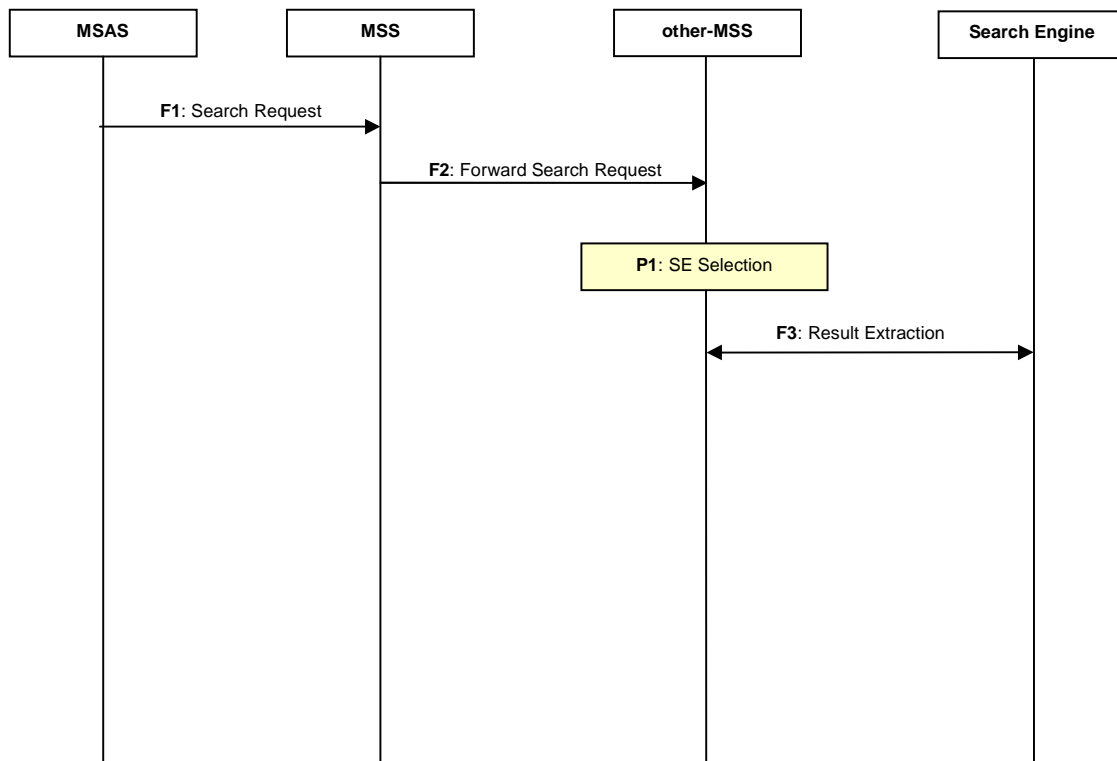 MSAS
MSS
other-MSS
Search Engine
F1: Search Request
F2: Forward Search Request
P1: SE Selection
F3: Result Extraction